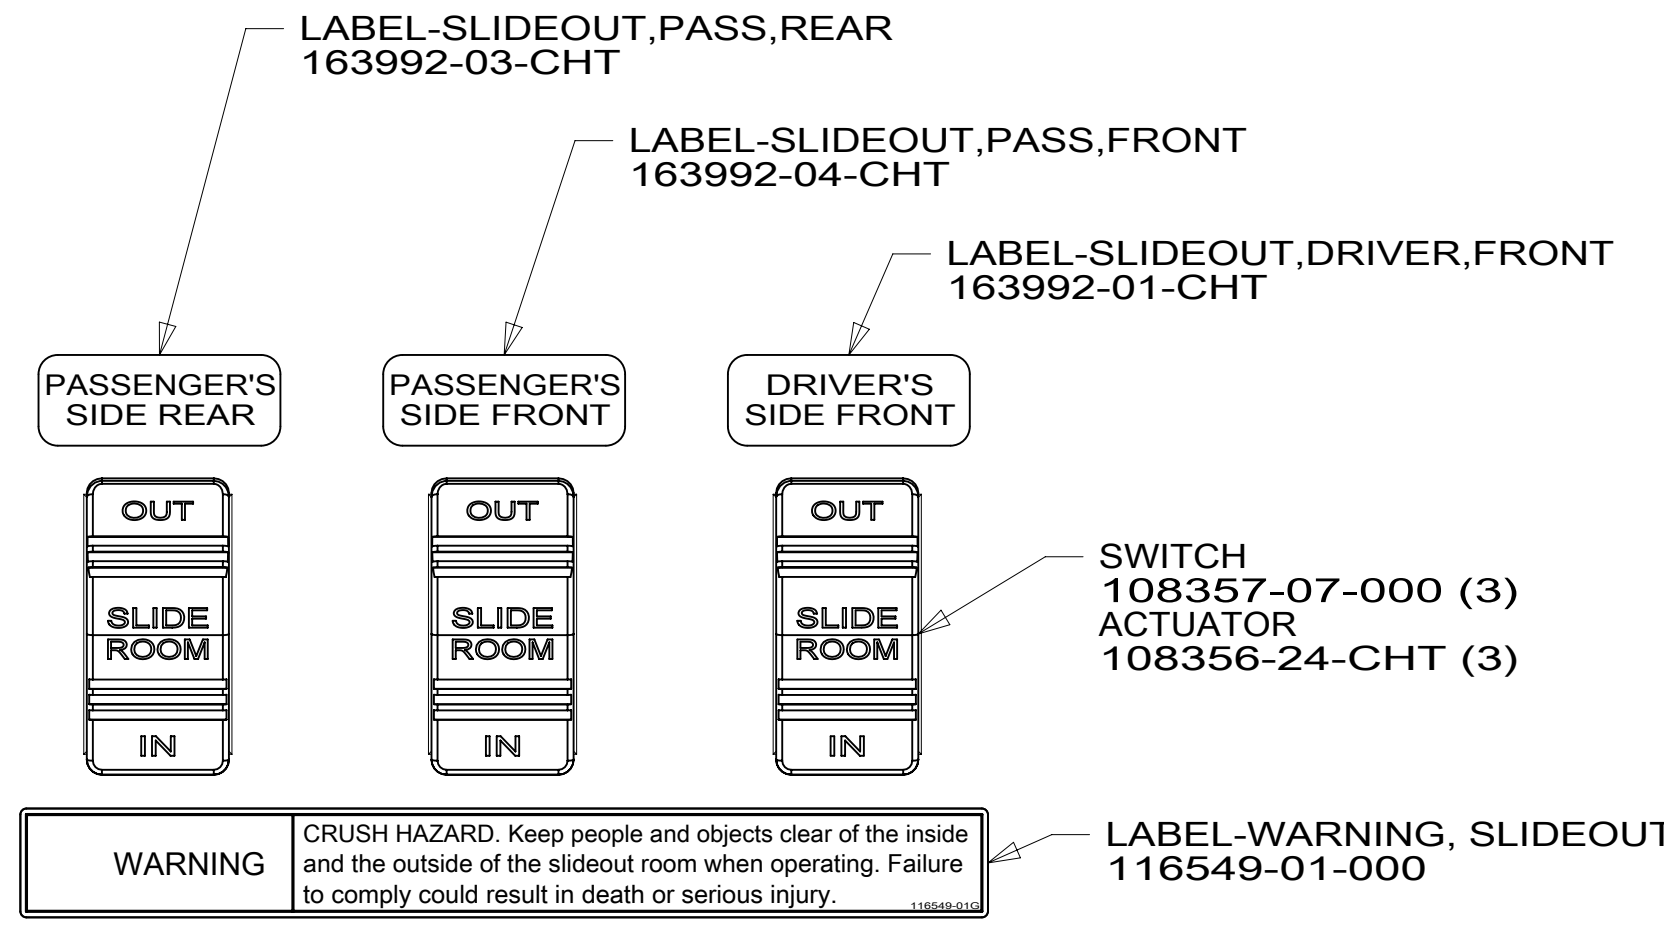 LABEL-SLIDEOUT,PASS,REAR
163992-03-CHT
LABEL-SLIDEOUT,PASS,FRONT
163992-04-CHT
LABEL-SLIDEOUT,DRIVER,FRONT
163992-01-CHT
PASSENGER'S
SIDE REAR
PASSENGER'S
SIDE FRONT
DRIVER'S
SIDE FRONT
OUT
SLIDE
ROOM
IN
OUT
SLIDE
ROOM
IN
OUT
SLIDE
ROOM
IN
SWITCH
108357-07-000 (3)
ACTUATOR
108356-24-CHT (3)
WARNING
CRUSH HAZARD. Keep people and objects clear of the inside
and the outside of the slideout room when operating. Failure
to comply could result in death or serious injury.
116549-01G
LABEL-WARNING, SLIDEOUT
116549-01-000